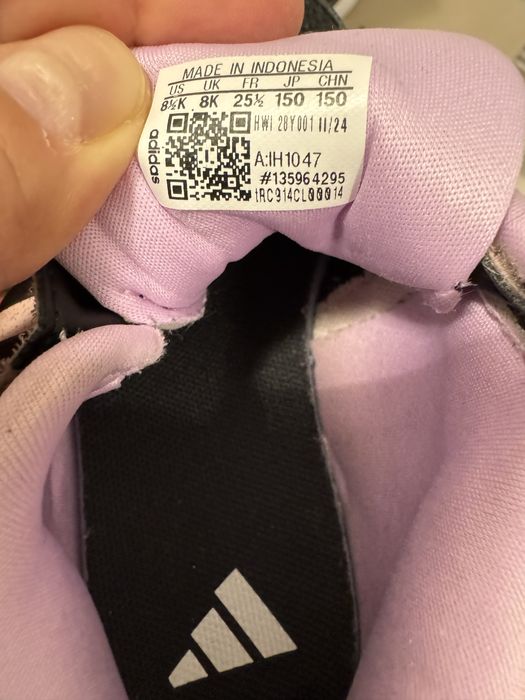 MADE IN INDONESIA
US UK FR JP CHN
8½K 8K 25½ 150 150
HWI 28Y001 11/24
adidas
A:IH1047
#135964295
tRC914CL00014